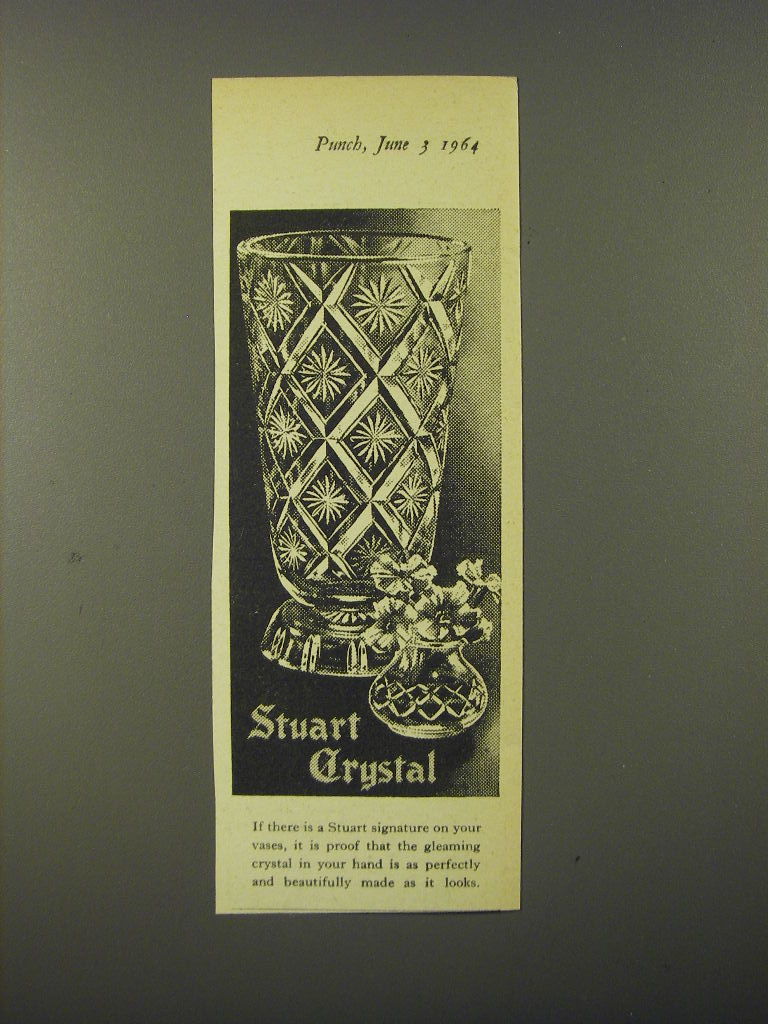 Punch, June 3 1964
Stuart
Crystal
If there is a Stuart signature on your
vases, it is proof that the gleaming
crystal in your hand is as perfectly
and beautifully made as it looks.